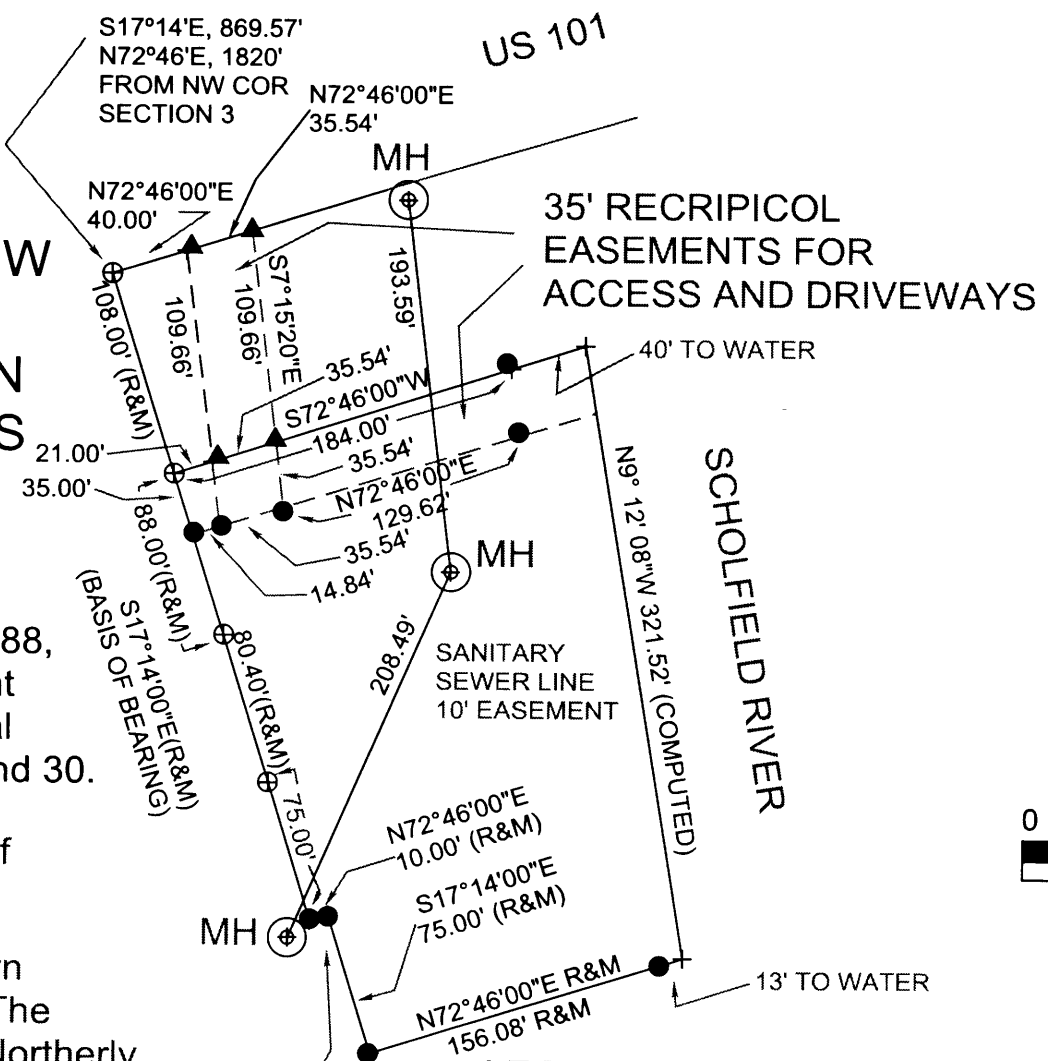 S17°14'E, 869.57'
N72°46'E, 1820'
FROM NW COR
SECTION 3
US 101
N72°46'00"E
35.54'
MH
N72°46'00"E
40.00'
35' RECRIPICOL
EASEMENTS FOR
ACCESS AND DRIVEWAYS
W
108.00' (R&M)
109.66'
109.66'
S7°15'20"E
193.59'
N
S
35.54'
S72°46'00"W
184.00'
40' TO WATER
21.00'
35.00'
35.54'
N72°46'00"E
129.62'
35.54'
14.84'
MH
88.00'(R&M)
S17°14'00"E(R&M)
(BASIS OF BEARING)
80.40'(R&M)
75.00'
208.49'
SANITARY
SEWER LINE
10' EASEMENT
N9° 12' 08"W 321.52' (COMPUTED)
SCHOLFIELD RIVER
88,
nd 30.
0
f
N72°46'00"E
10.00' (R&M)
S17°14'00"E
75.00' (R&M)
MH
N72°46'00"E R&M
156.08' R&M
13' TO WATER
The
Northerly